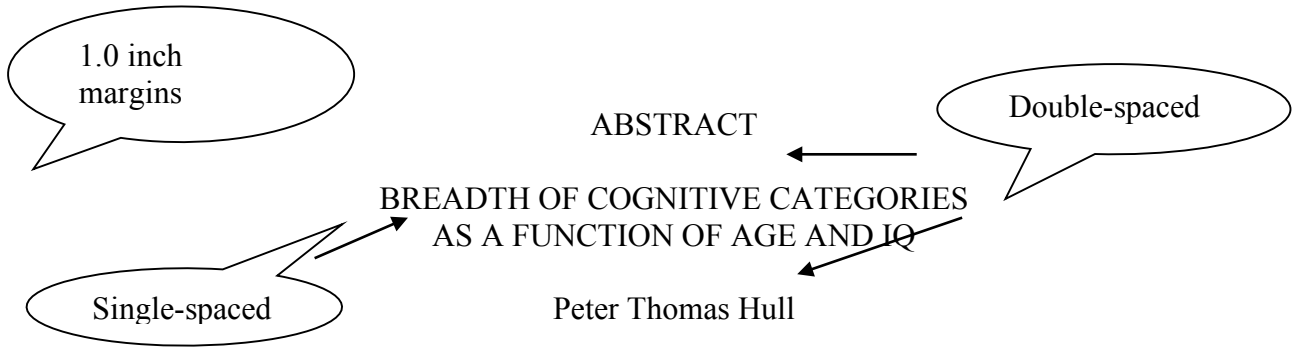 1.0 inch
margins
Double-spaced
ABSTRACT
BREADTH OF COGNITIVE CATEGORIES
AS A FUNCTION OF AGE AND IQ
Single-spaced
Peter Thomas Hull